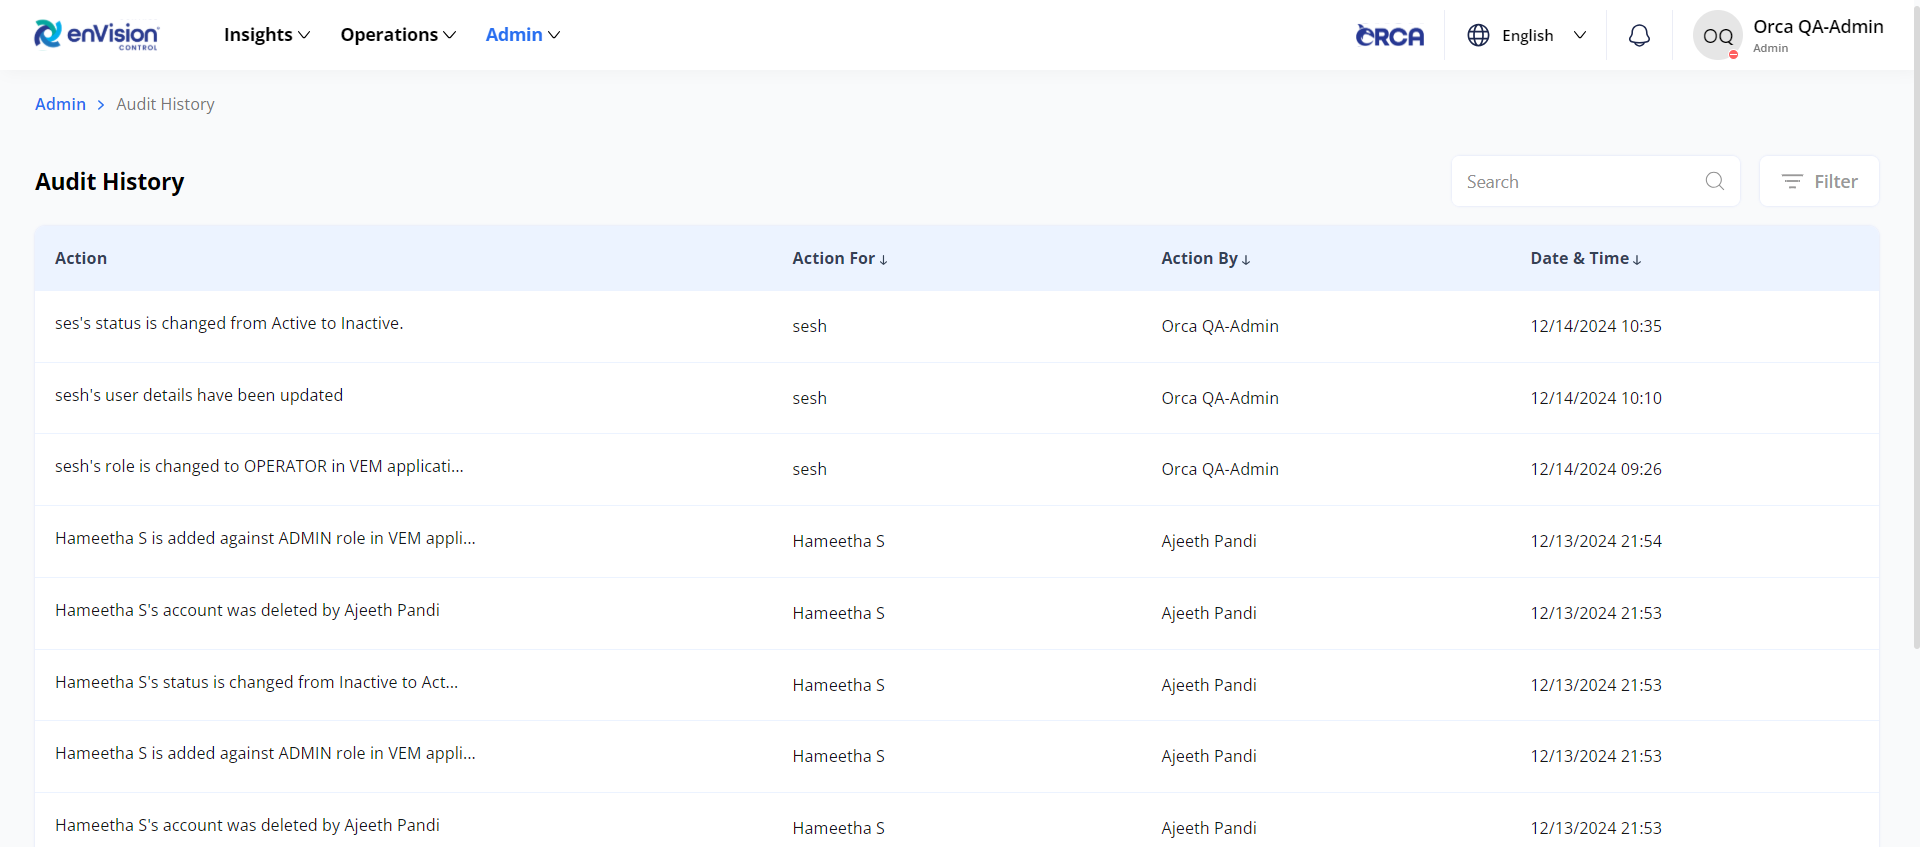 enVision CONTROL Insights Operations Admin ORCA English OQ Orca QA-Admin
Admin
Admin > Audit History
Audit History Search Filter
Action Action For ↓ Action By ↓ Date & Time ↓
ses's status is changed from Active to Inactive. sesh Orca QA-Admin 12/14/2024 10:35
sesh's user details have been updated sesh Orca QA-Admin 12/14/2024 10:10
sesh's role is changed to OPERATOR in VEM applicati... sesh Orca QA-Admin 12/14/2024 09:26
Hameetha S is added against ADMIN role in VEM appli... Hameetha S Ajeeth Pandi 12/13/2024 21:54
Hameetha S's account was deleted by Ajeeth Pandi Hameetha S Ajeeth Pandi 12/13/2024 21:53
Hameetha S's status is changed from Inactive to Act... Hameetha S Ajeeth Pandi 12/13/2024 21:53
Hameetha S is added against ADMIN role in VEM appli... Hameetha S Ajeeth Pandi 12/13/2024 21:53
Hameetha S's account was deleted by Ajeeth Pandi Hameetha S Ajeeth Pandi 12/13/2024 21:53